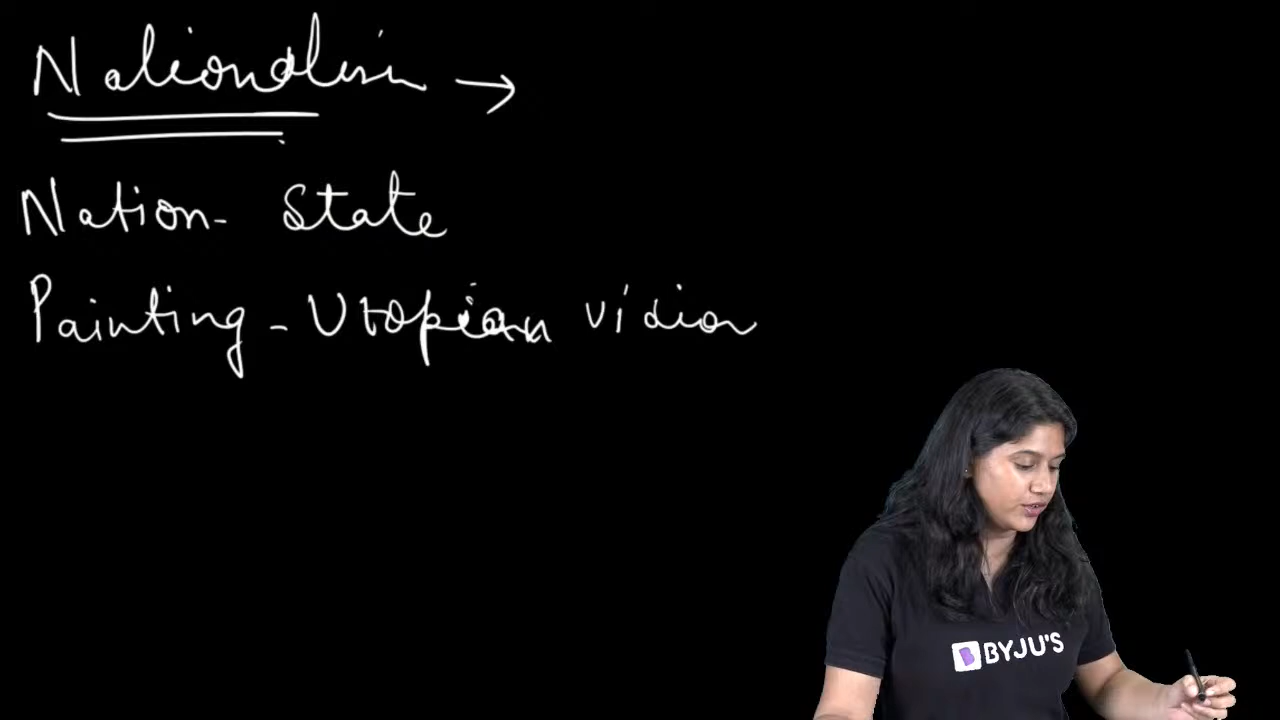 Nationalism →
Nation- State
Painting - Utopian vision
BYJU'S